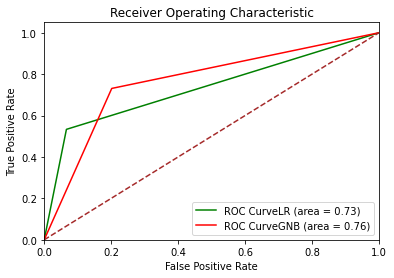 Receiver Operating Characteristic
True Positive Rate
1.0
0.8
0.6
0.4
0.2
0.0
ROC CurveLR (area = 0.73)
ROC CurveGNB (area = 0.76)
0.0 0.2 0.4 0.6 0.8 1.0
False Positive Rate